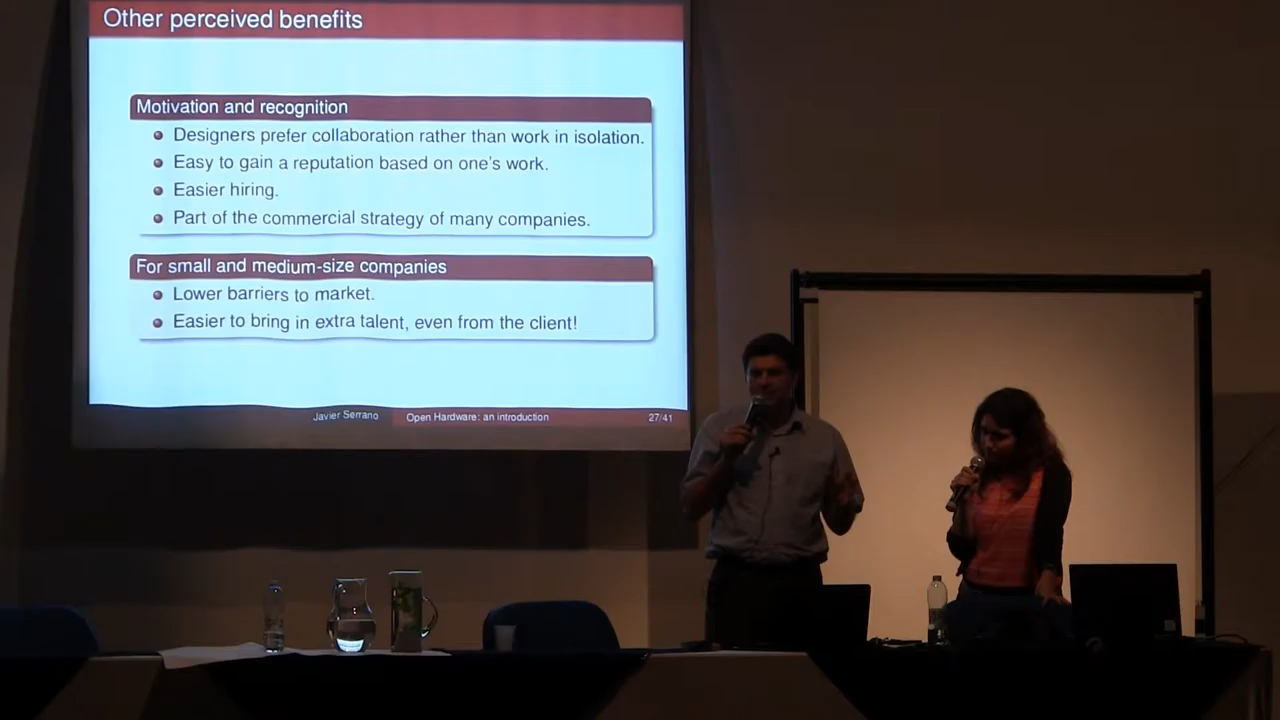 Other perceived benefits
Motivation and recognition
Designers prefer collaboration rather than work in isolation.
Easy to gain a reputation based on one's work.
Easier hiring.
Part of the commercial strategy of many companies.
For small and medium-size companies
Lower barriers to market.
Easier to bring in extra talent, even from the client!
Javier Serrano Open Hardware: an introduction 27/41